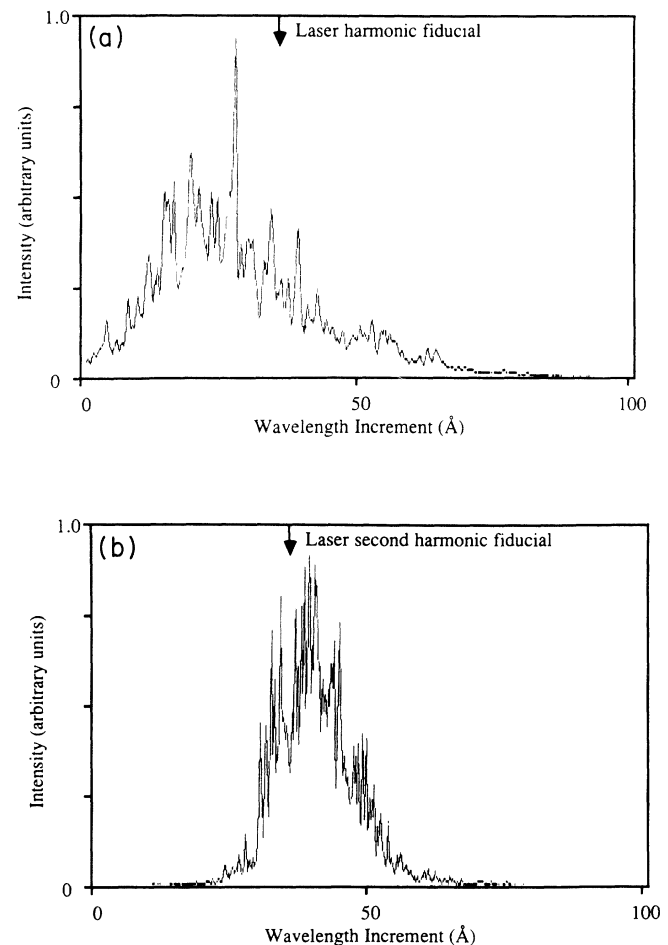 1.0
(a)
Laser harmonic fiducial
Intensity (arbitrary units)
0
0 50 100
Wavelength Increment (Å)
1.0
(b)
Laser second harmonic fiducial
Intensity (arbitrary units)
0
0 50 100
Wavelength Increment (Å)